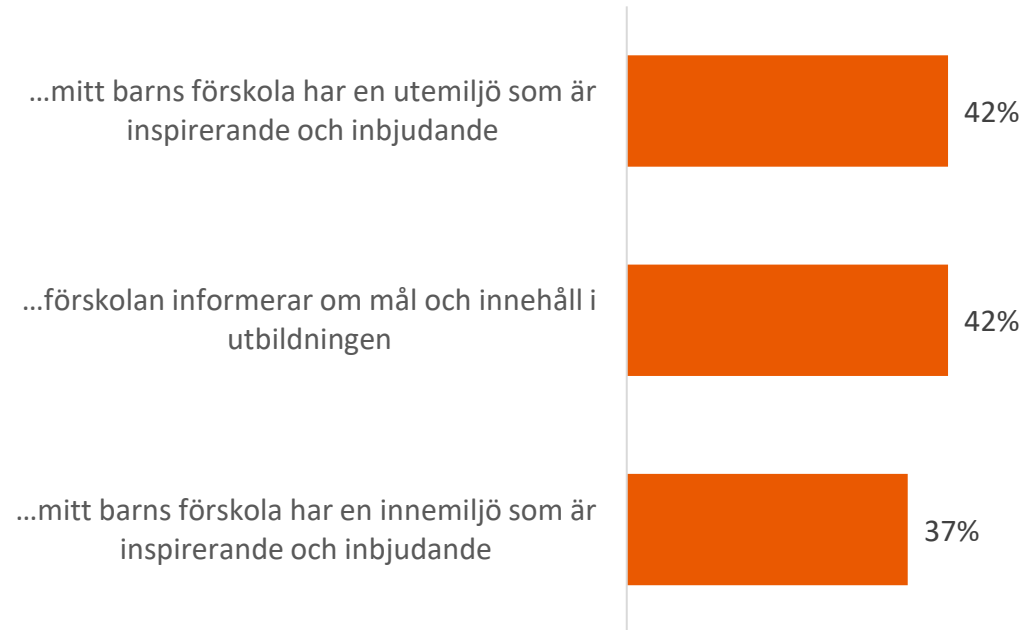 …mitt barns förskola har en utemiljö som är
inspirerande och inbjudande
42%
…förskolan informerar om mål och innehåll i
utbildningen
42%
…mitt barns förskola har en innemiljö som är
inspirerande och inbjudande
37%